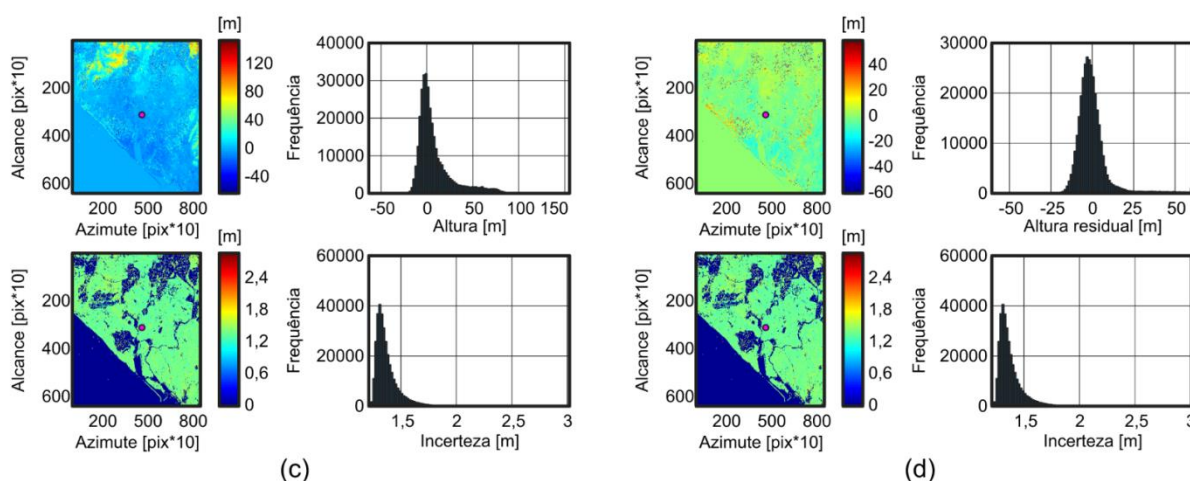 [m]
120
80
40
0
-40
Alcance [pix*10]
200
400
600
200 500 800
Azimute [pix*10]
Frequência
40000
30000
20000
10000
0
-50 0 50 100 150
Altura [m]
[m]
2.4
1.8
1.2
0,6
0
Alcance [pix*10]
200
400
600
200 500 800
Azimute [pix*10]
Frequência
60000
40000
20000
0
1,5 2 2,5 3
Incerteza [m]
(c)
[m]
40
20
0
-20
-40
-60
Alcance [pix*10]
200
400
600
200 500 800
Azimute [pix*10]
Frequência
30000
20000
10000
0
-50 -25 0 25 50
Altura residual [m]
[m]
2.4
1.8
1.2
0,6
0
Alcance [pix*10]
200
400
600
200 500 800
Azimute [pix*10]
Frequência
60000
40000
20000
0
1,5 2 2,5 3
Incerteza [m]
(d)